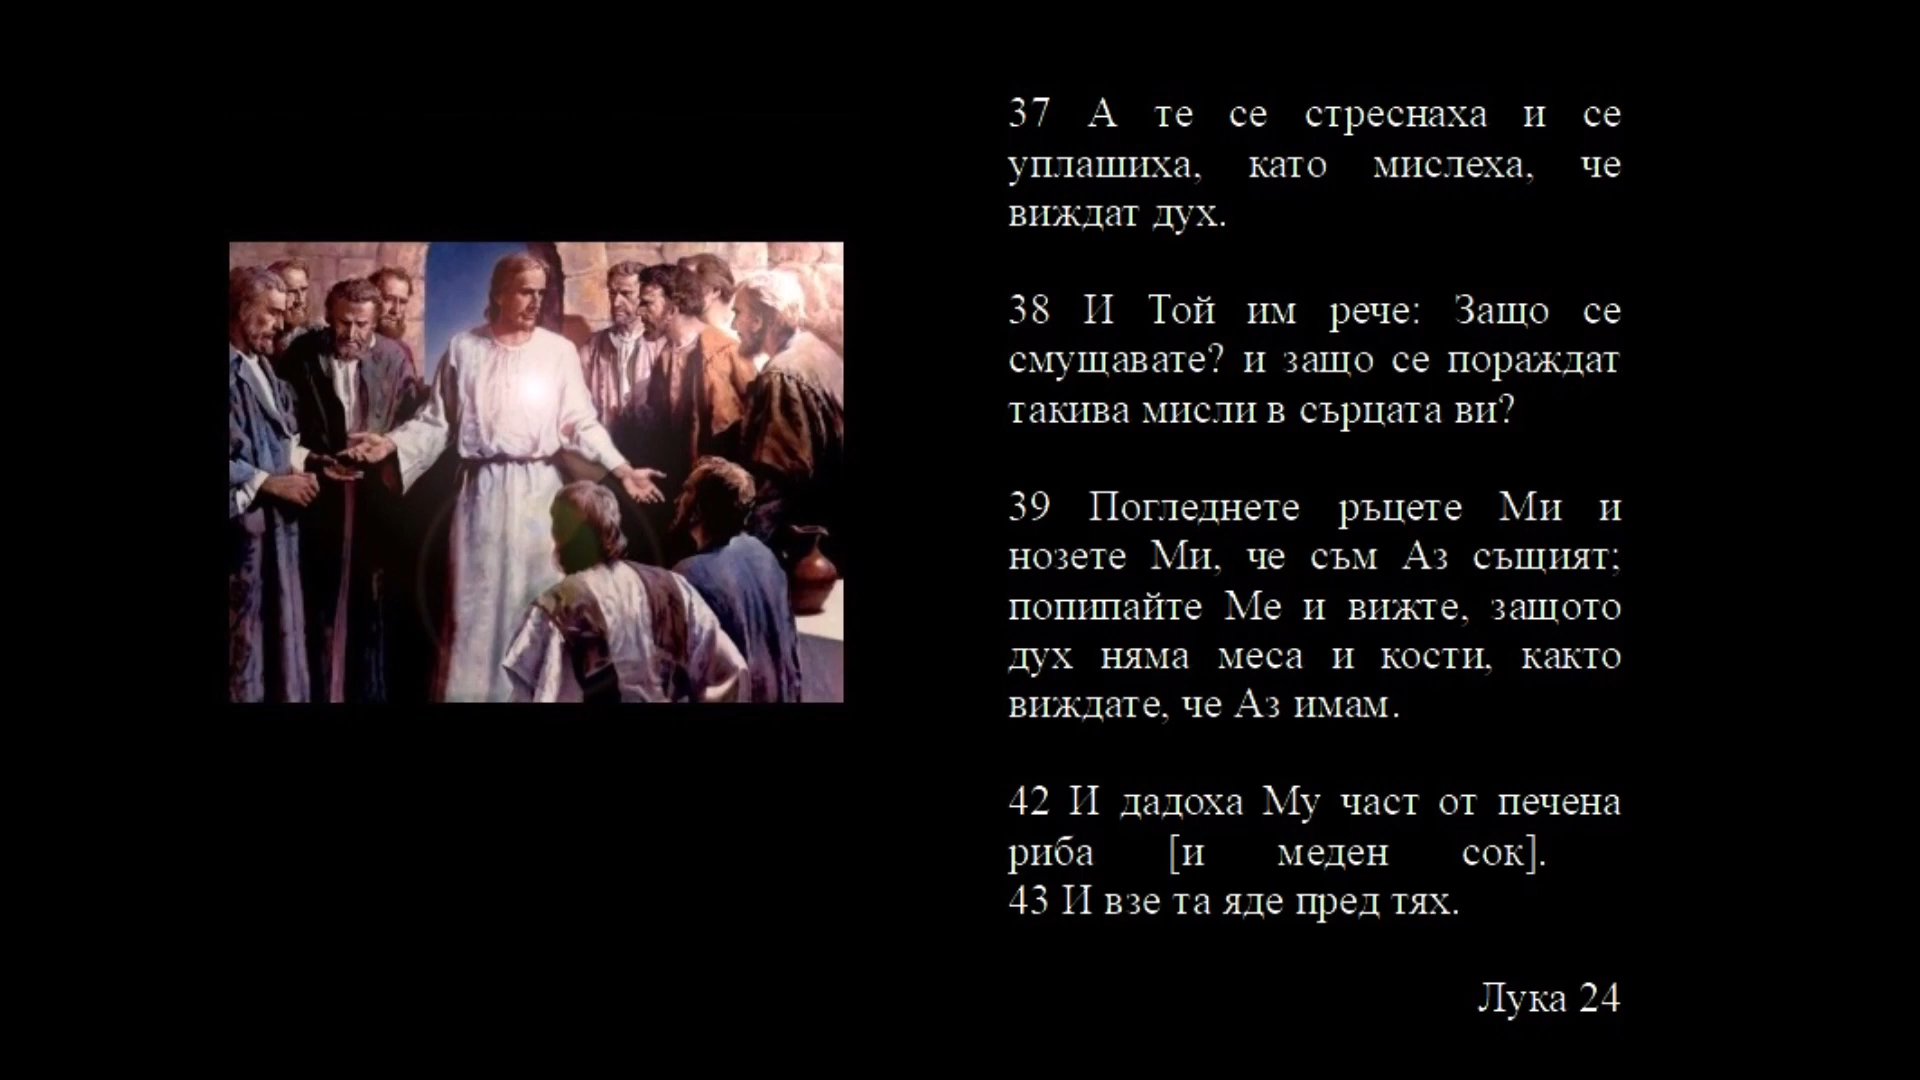 37 А те се стреснаха и се
уплашиха, като мислеха, че
виждат дух.
38 И Той им рече: Защо се
смущавате? и защо се пораждат
такива мисли в сърцата ви?
39 Погледнете ръцете Ми и
нозете Ми, че съм Аз същият;
попипайте Ме и вижте, защото
дух няма меса и кости, както
виждате, че Аз имам.
42 И дадоха Му част от печена
риба [и меден сок].
43 И взе та яде пред тях.
Лука 24